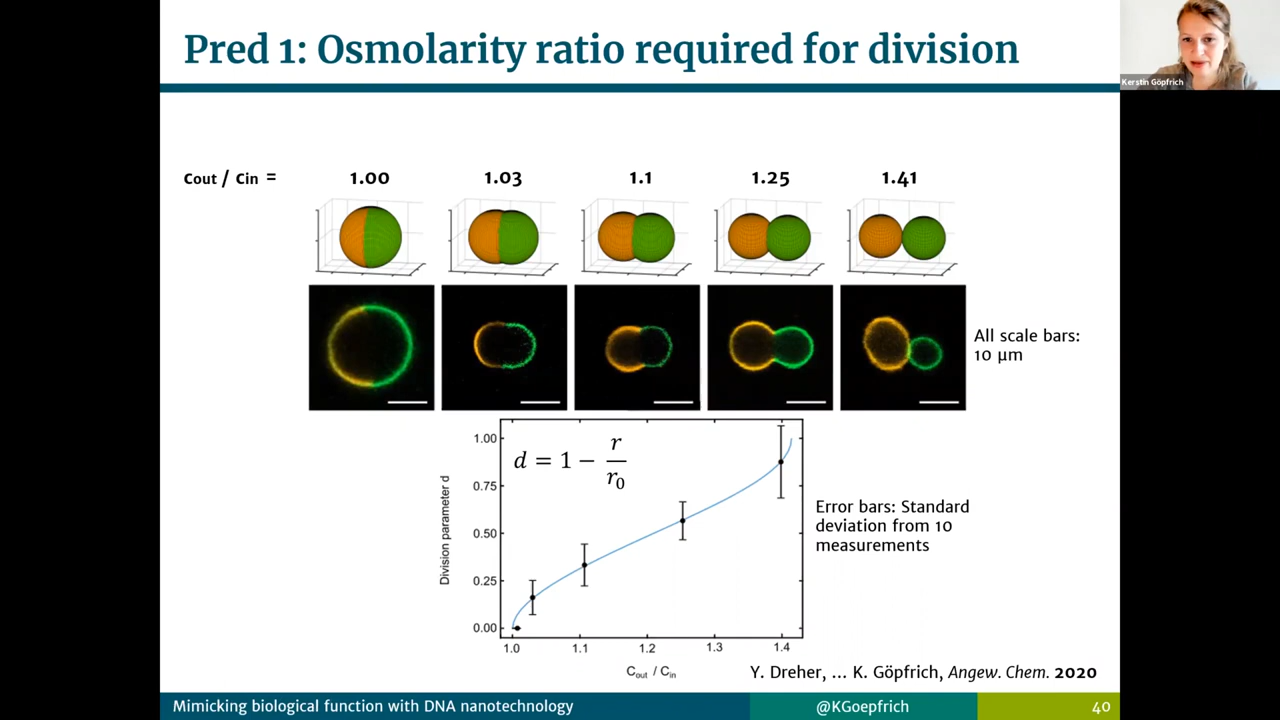 Pred 1: Osmolarity ratio required for division
Kerstin Göpfrich
Cout / Cin = 1.00 1.03 1.1 1.25 1.41
All scale bars:
10 µm
d = 1 − r/r0
Division parameter d
1.00
0.75
0.50
0.25
0.00
1.0 1.1 1.2 1.3 1.4
Cout / Cin
Error bars: Standard
deviation from 10
measurements
Y. Dreher, ... K. Göpfrich, Angew. Chem. 2020
Mimicking biological function with DNA nanotechnology
@KGoepfrich
40